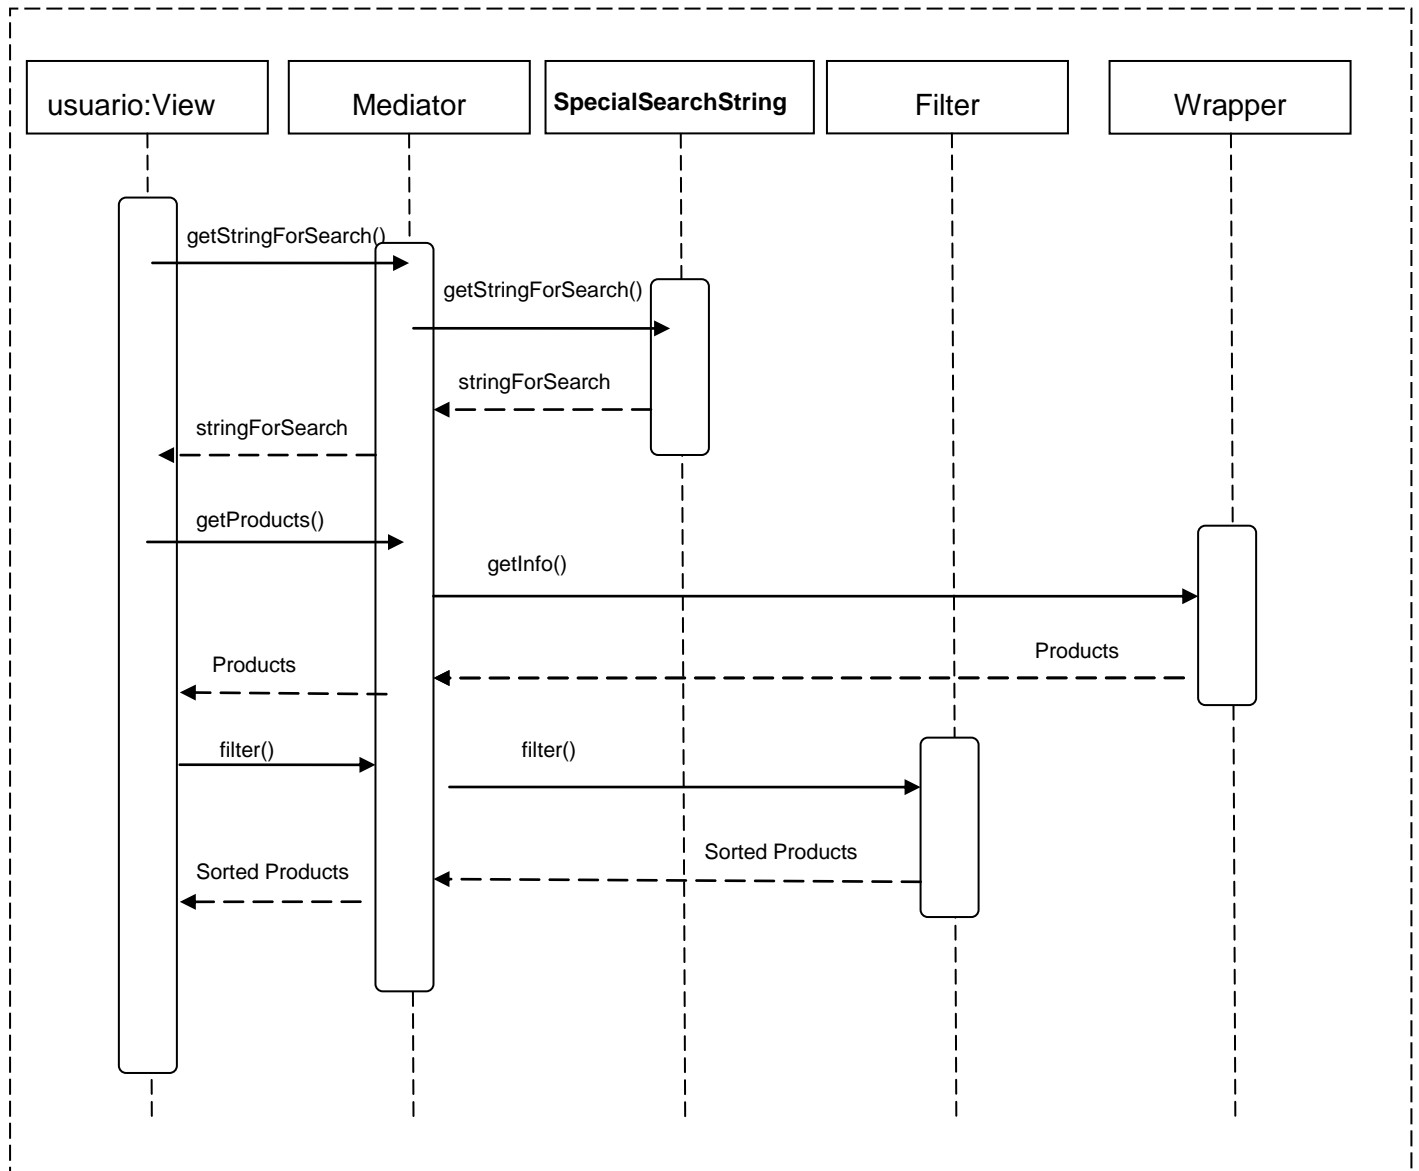 usuario:View
Mediator
SpecialSearchString
Filter
Wrapper
getStringForSearch()
getStringForSearch()
stringForSearch
stringForSearch
getProducts()
getInfo()
Products
Products
filter()
filter()
Sorted Products
Sorted Products